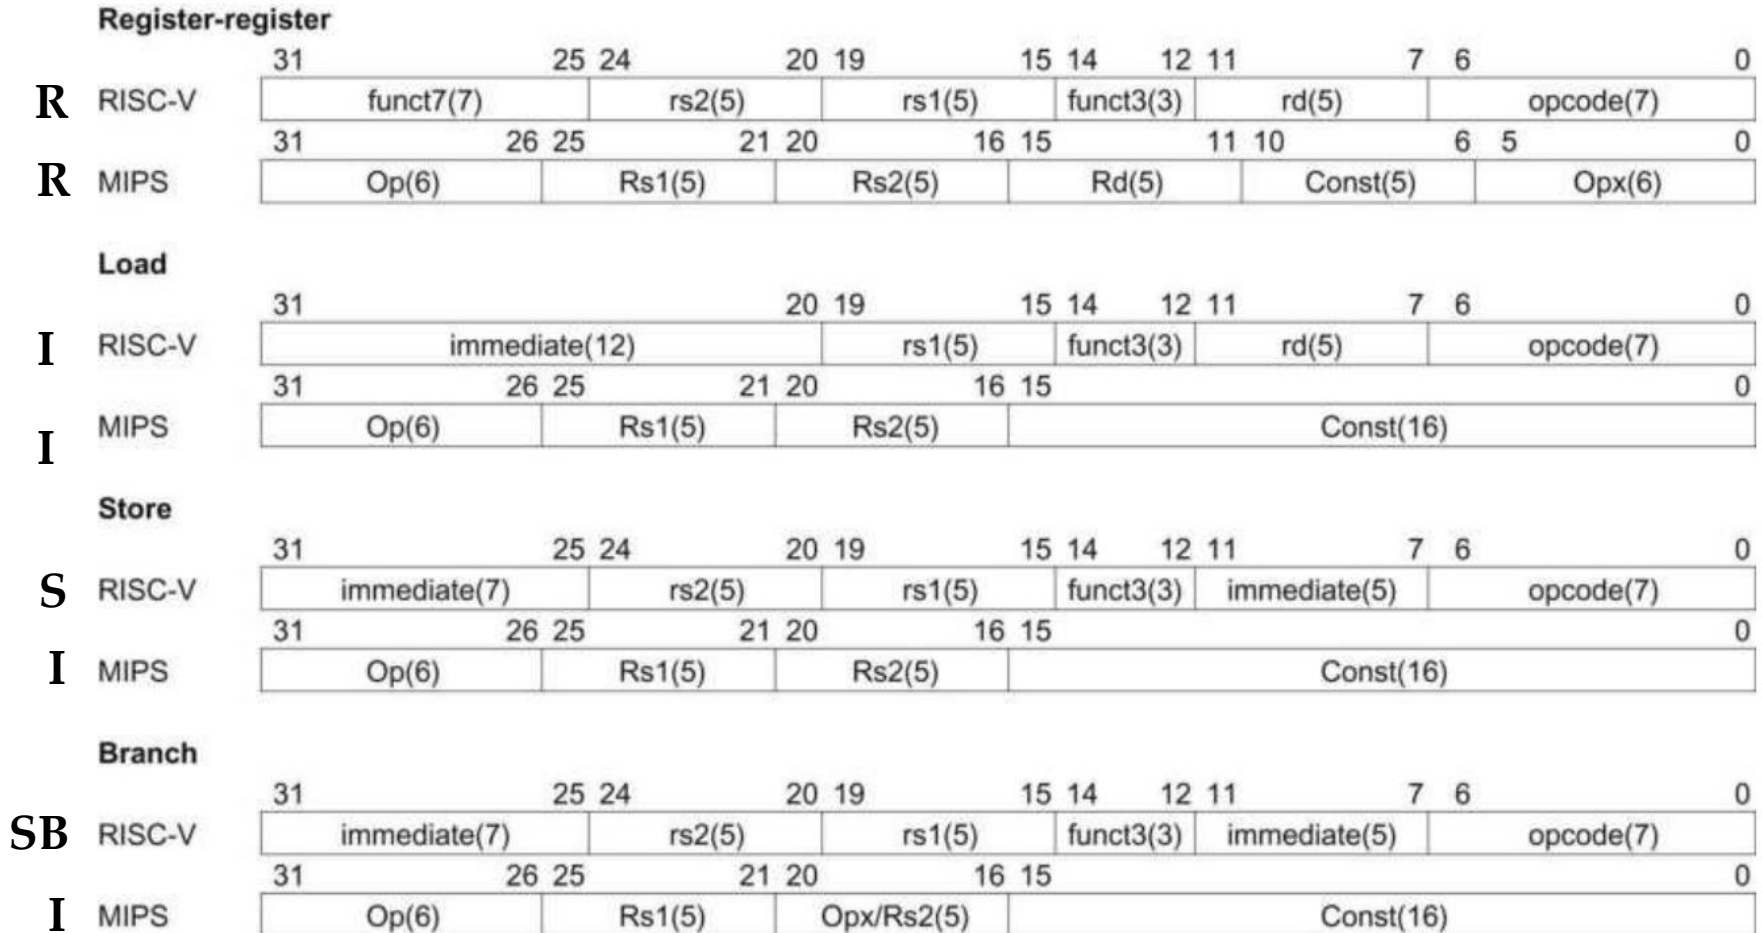 Register-register
31 25 24 20 19 15 14 12 11 7 6 0
R RISC-V funct7(7) rs2(5) rs1(5) funct3(3) rd(5) opcode(7)
31 26 25 21 20 16 15 11 10 6 5 0
R MIPS Op(6) Rs1(5) Rs2(5) Rd(5) Const(5) Opx(6)
Load
31 20 19 15 14 12 11 7 6 0
I RISC-V immediate(12) rs1(5) funct3(3) rd(5) opcode(7)
31 26 25 21 20 16 15 0
I MIPS Op(6) Rs1(5) Rs2(5) Const(16)
Store
31 25 24 20 19 15 14 12 11 7 6 0
S RISC-V immediate(7) rs2(5) rs1(5) funct3(3) immediate(5) opcode(7)
31 26 25 21 20 16 15 0
I MIPS Op(6) Rs1(5) Rs2(5) Const(16)
Branch
31 25 24 20 19 15 14 12 11 7 6 0
SB RISC-V immediate(7) rs2(5) rs1(5) funct3(3) immediate(5) opcode(7)
31 26 25 21 20 16 15 0
I MIPS Op(6) Rs1(5) Opx/Rs2(5) Const(16)